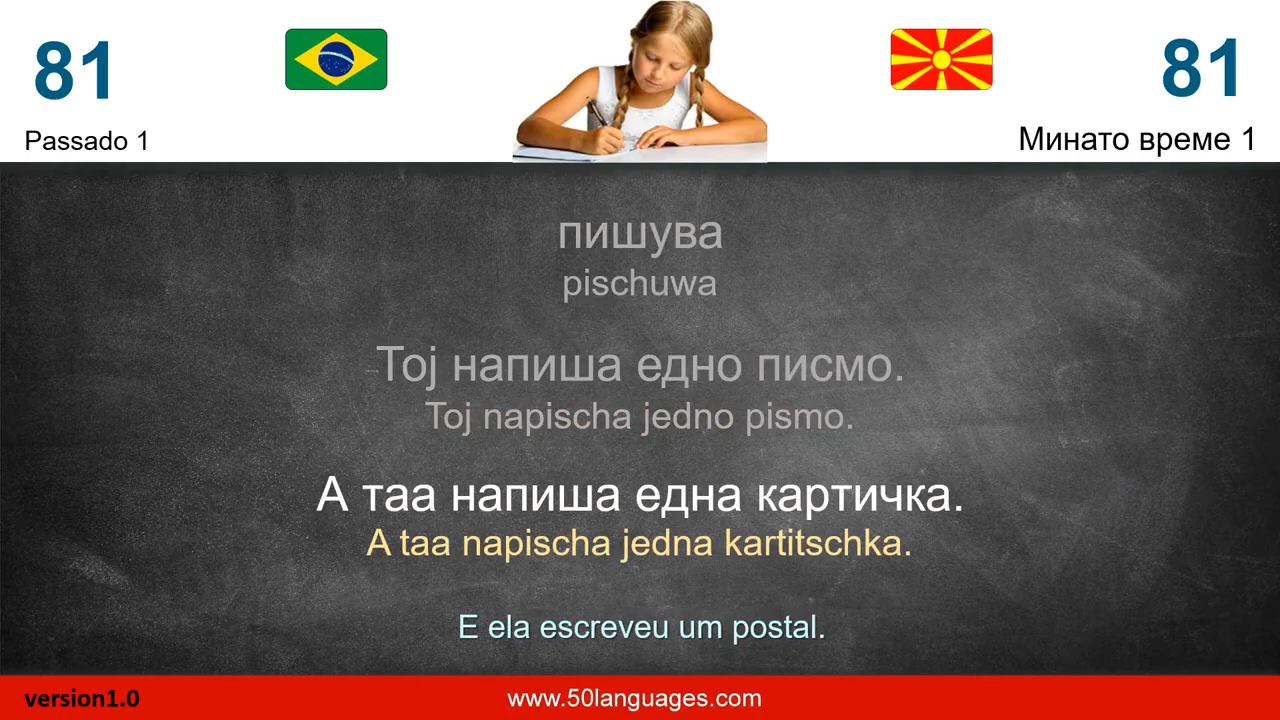 81
81
Passado 1
Минато време 1
пишува
pischuwa
Тој напиша едно писмо.
Toj napischa jedno pismo.
А таа напиша една картичка.
A taa napischa jedna kartitschka.
E ela escreveu um postal.
version1.0
www.50languages.com